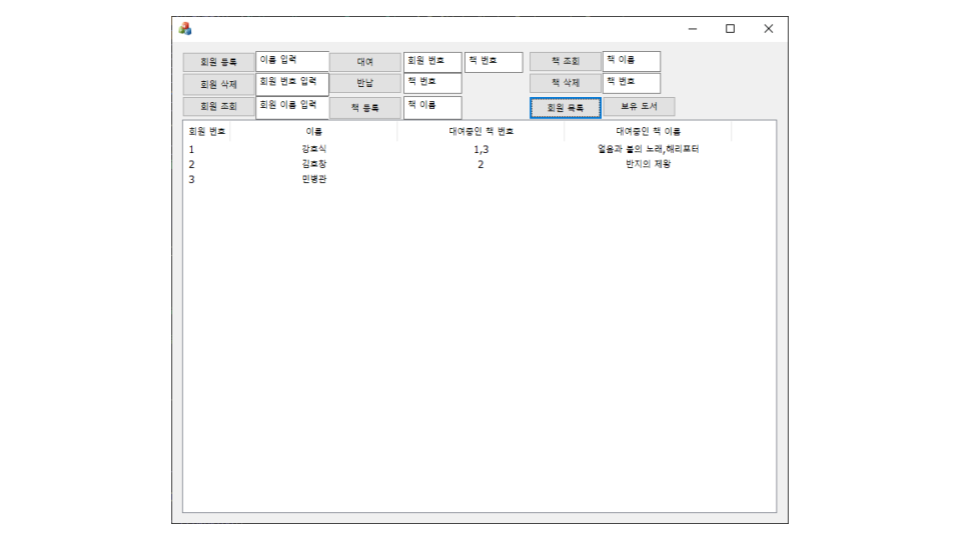 회원 등록 이름 입력 대여 회원 번호 책 번호 책 조회 책 이름
회원 삭제 회원 번호 입력 반납 책 번호 책 삭제 책 번호
회원 조회 회원 이름 입력 책 등록 책 이름 회원 목록 보유 도서
회원 번호 이름 대여중인 책 번호 대여중인 책 이름
1 강효식 1,3 얼음과 불의 노래,해리포터
2 김효창 2 반지의 제왕
3 민병관